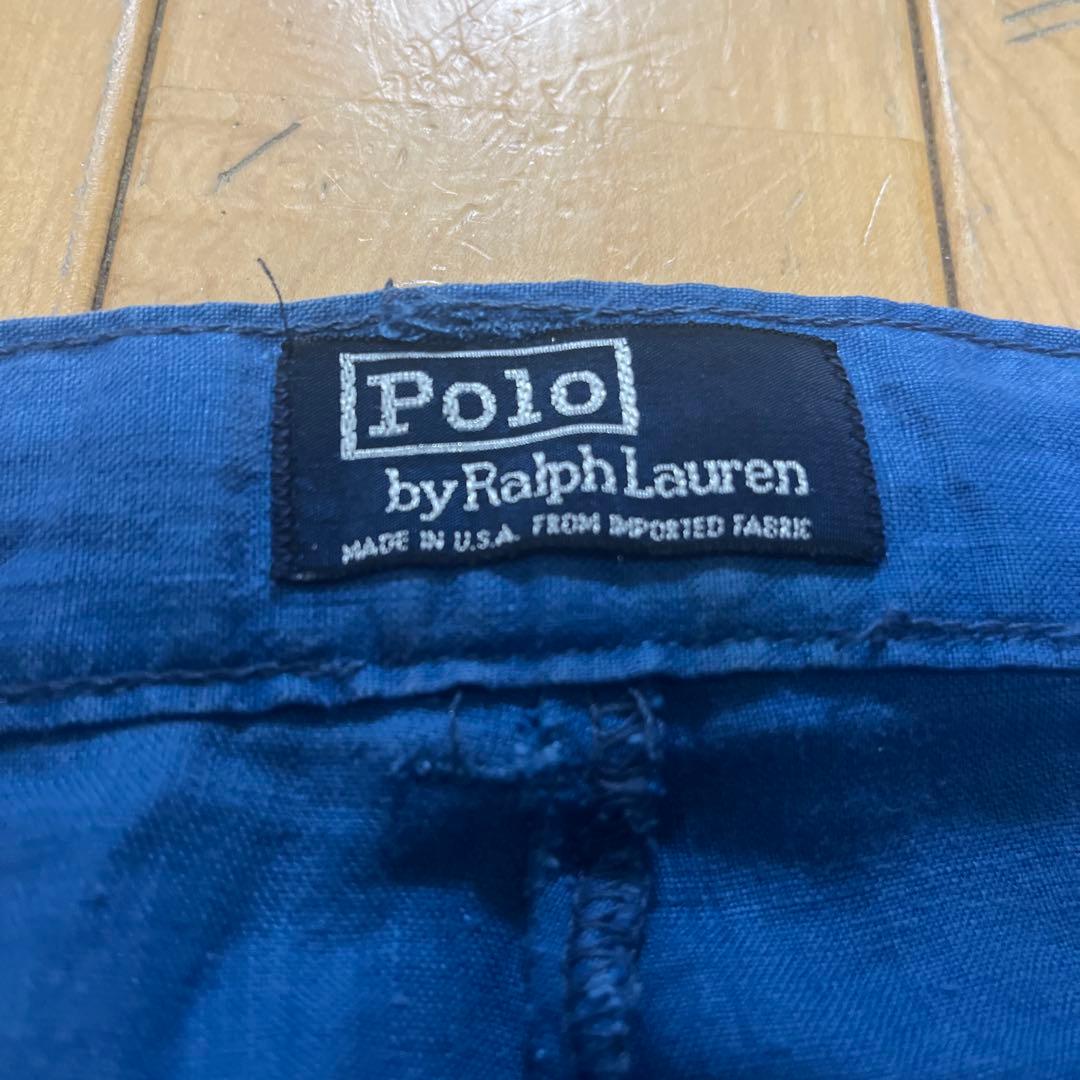 Polo
by Ralph Lauren
MADE IN U.S.A. FROM IMPORTED FABRIC